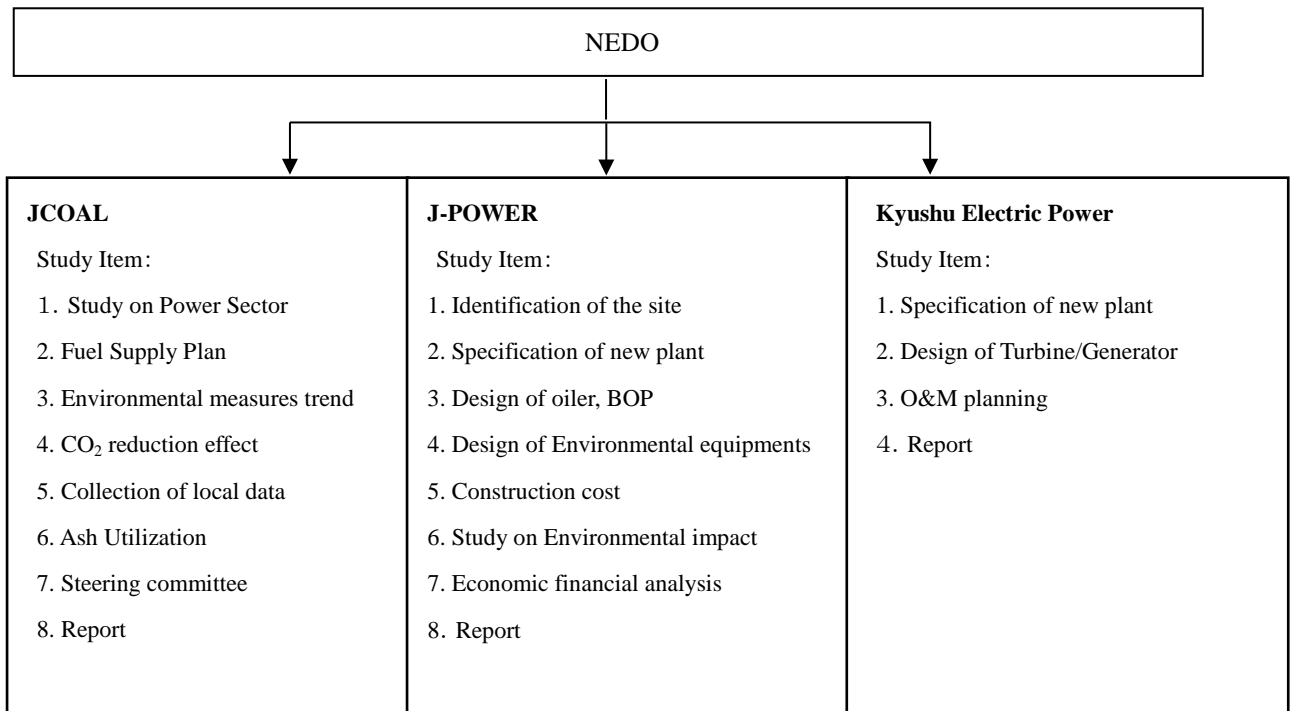 NEDO
JCOAL
Study Item：
１．Study on Power Sector
2. Fuel Supply Plan
3. Environmental measures trend
4. CO₂ reduction effect
5. Collection of local data
6. Ash Utilization
7. Steering committee
8. Report
J-POWER
Study Item：
1. Identification of the site
2. Specification of new plant
3. Design of oiler, BOP
4. Design of Environmental equipments
5. Construction cost
6. Study on Environmental impact
7. Economic financial analysis
8．Report
Kyushu Electric Power
Study Item：
1. Specification of new plant
2. Design of Turbine/Generator
3. O&M planning
4．Report